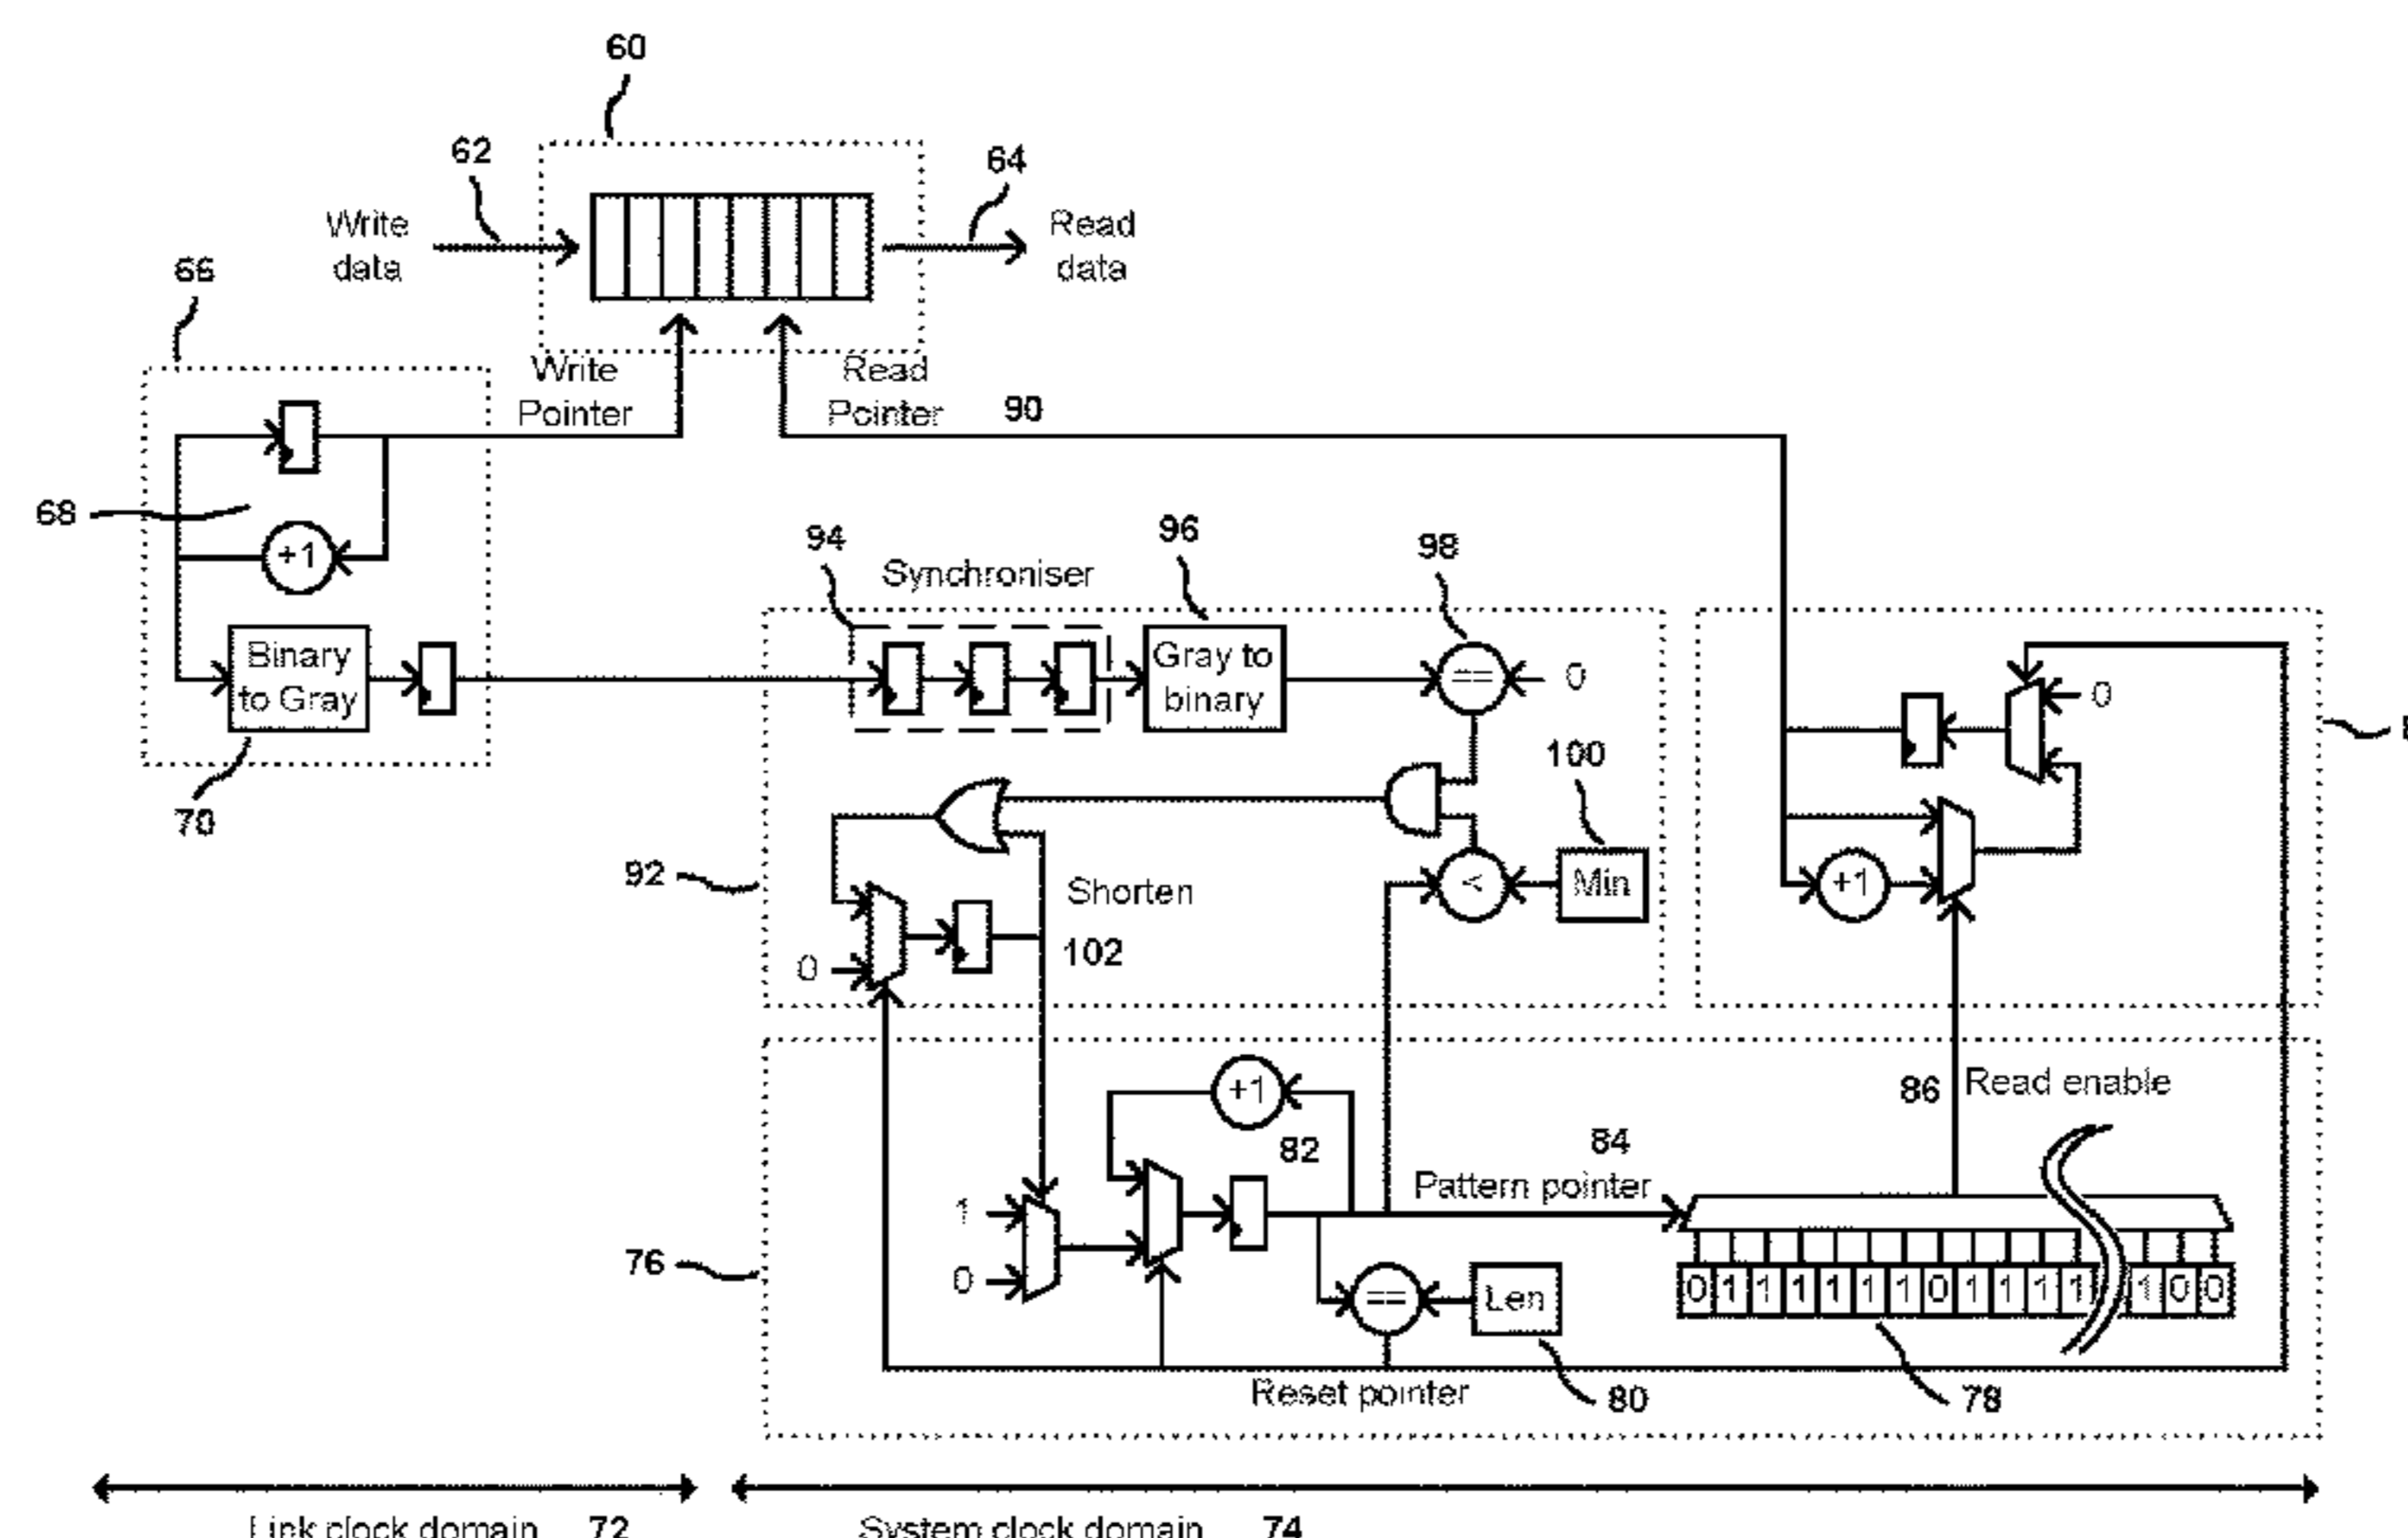 60
62
64
Write
data
Read
data
66
Write
Pointer
Read
Pointer
90
68
+1
94
Synchroniser
96
98
Binary
to Gray
Gray to
binary
==
0
0
100
70
92
Shorten
102
<
Min
+1
0
+1
82
86
Read enable
84
Pattern pointer
76
1
0
==
Len
0 1 1 1 1 1 1 0 1 1 1 1 1 0 0
Reset pointer
80
78
Link clock domain 72
System clock domain 74